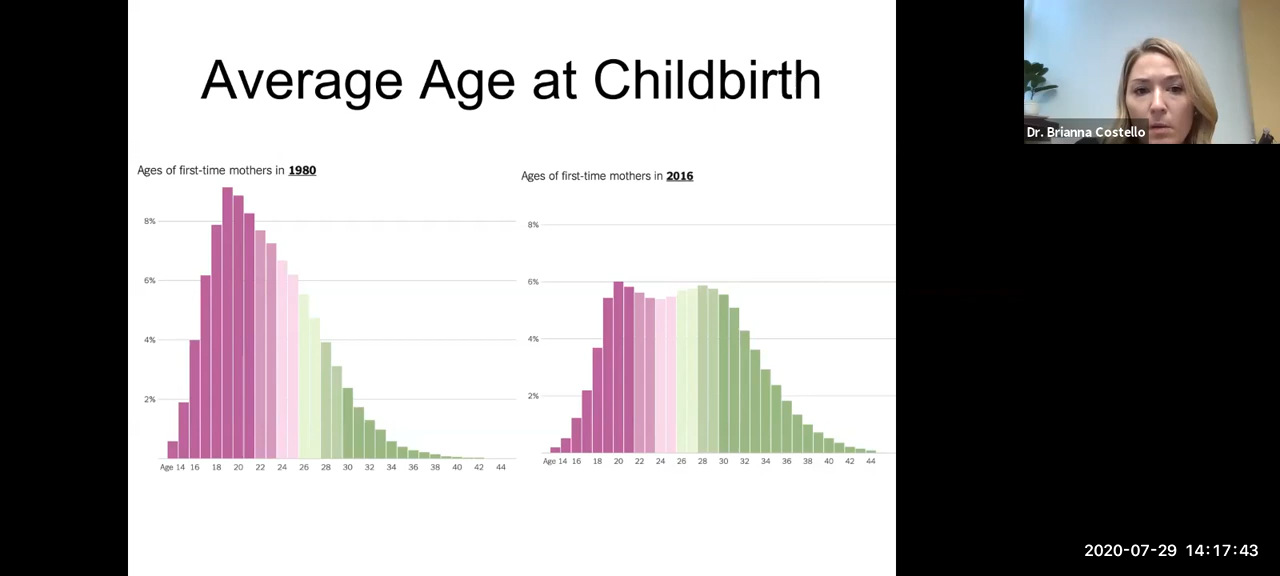 Average Age at Childbirth
Dr. Brianna Costello
Ages of first-time mothers in 1980
8%
6%
4%
2%
Age 14 16 18 20 22 24 26 28 30 32 34 36 38 40 42 44
Ages of first-time mothers in 2016
8%
6%
4%
2%
Age 14 16 18 20 22 24 26 28 30 32 34 36 38 40 42 44
2020-07-29 14:17:43